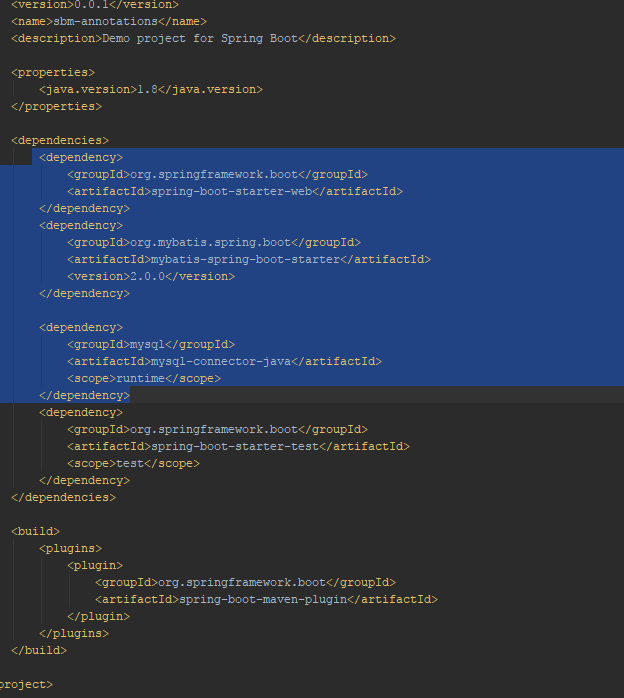 <version>0.0.1</version>
<name>sbm-annotations</name>
<description>Demo project for Spring Boot</description>
<properties>
<java.version>1.8</java.version>
</properties>
<dependencies>
<dependency>
<groupId>org.springframework.boot</groupId>
<artifactId>spring-boot-starter-web</artifactId>
</dependency>
<dependency>
<groupId>org.mybatis.spring.boot</groupId>
<artifactId>mybatis-spring-boot-starter</artifactId>
<version>2.0.0</version>
</dependency>
<dependency>
<groupId>mysql</groupId>
<artifactId>mysql-connector-java</artifactId>
<scope>runtime</scope>
</dependency>
<dependency>
<groupId>org.springframework.boot</groupId>
<artifactId>spring-boot-starter-test</artifactId>
<scope>test</scope>
</dependency>
</dependencies>
<build>
<plugins>
<plugin>
<groupId>org.springframework.boot</groupId>
<artifactId>spring-boot-maven-plugin</artifactId>
</plugin>
</plugins>
</build>
project>